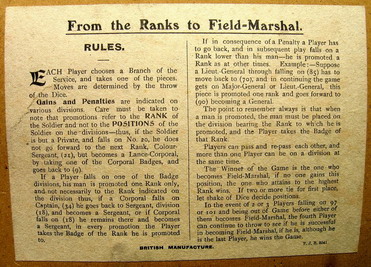 From the Ranks to Field-Marshal.
RULES.
EACH Player chooses a Branch of the
Service, and takes one of the pieces.
Moves are determined by the throw
of the Dice.
Gains and Penalties are indicated on
various divisions. Care must be taken to
note that promotions refer to the RANK of
the Soldier and not to the POSITIONS of the
Soldier on the divisions—thus, if the Soldier
is but a Private, and falls on No. 20, he does
not go forward to the next Rank, Colour-
Sergeant, but becomes a Lance-Corporal,
by taking one of the Corporal Badges, and
goes back to
If a Player falls on one of the Badge
divisions, his man is promoted one Rank only,
and not necessarily to the Rank indicated on
the division thus, if a Corporal falls on
Captain, (34) he goes back to Sergeant, division
(18), and becomes a Sergeant, or if Corporal
falls on (18) he remains there and becomes
a Sergeant, in every promotion the Player
takes the Badge of the Rank he is promoted
to.
If in consequence of a Penalty a Player has
to go back, and in subsequent play falls on a
Rank lower than his man—he is promoted a
Rank as at other times. Example:—Suppose
a Lieut.-General through falling on (85) has to
move back to (70), and in continuing the game
gets on Major-General or Lieut.-General, this
piece is promoted one rank and goes forward to
(90) becoming a General.
The point to remember always is that when
a man is promoted, the man must be placed on
the division bearing the Rank to which he is
promoted, and the Player takes the Badge of
that Rank.
Players can pass and re-pass each other, and
more than one Player can be on a division at the
same time.
The Winner of the Game is the one who
becomes Field-Marshal, if no one gains this
position, the one who attains to the highest
Rank wins. If two or more tie for first place,
let shake of Dice decide positions.
In the event of 2 or 3 Players falling on 97
or 101 and being out of Game before either of
them becomes Field-Marshal, the fourth Player
can continue to throw to see if he is successful
in becoming Field-Marshal, if he is, although he
is the last Player, he wins the Game.
BRITISH MANUFACTURE.